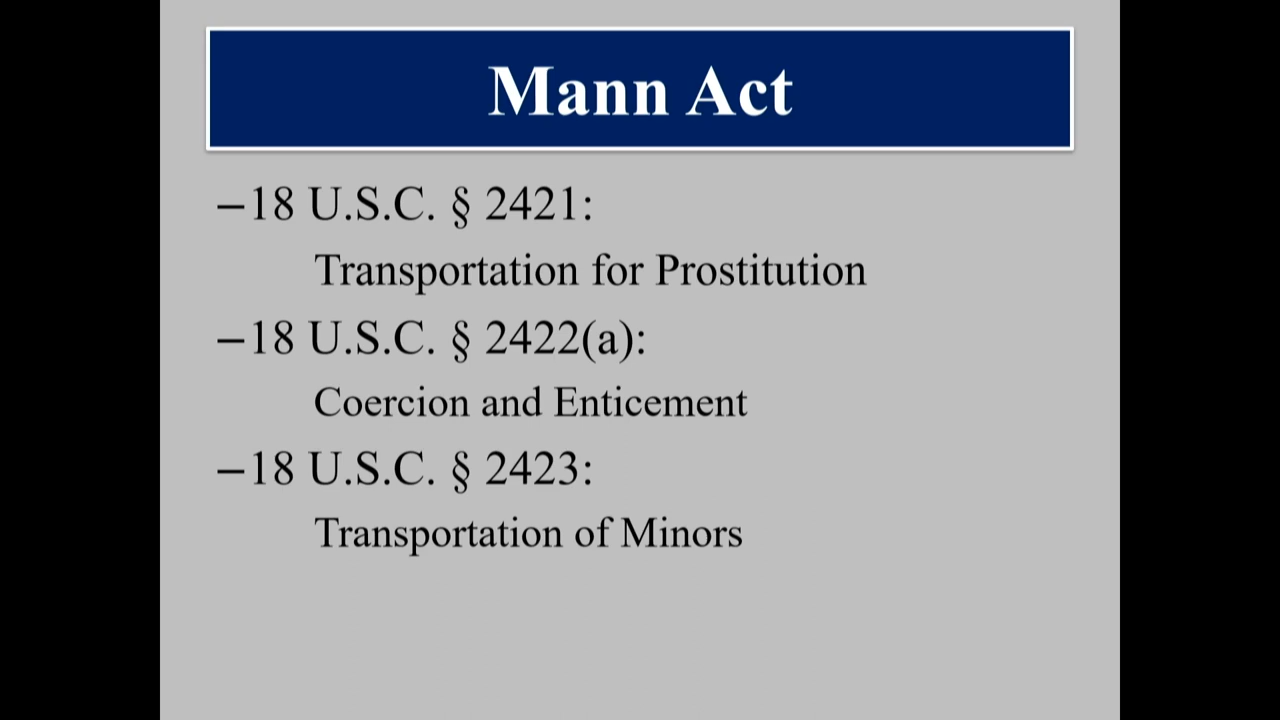 Mann Act
–18 U.S.C. § 2421:
Transportation for Prostitution
–18 U.S.C. § 2422(a):
Coercion and Enticement
–18 U.S.C. § 2423:
Transportation of Minors